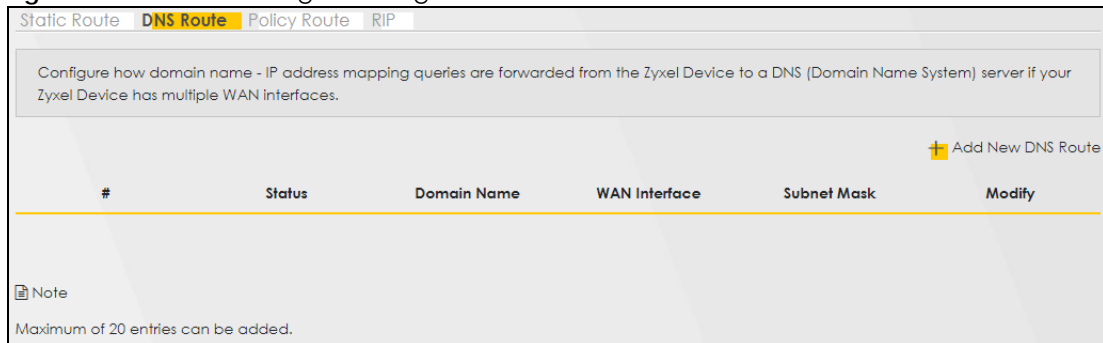 Static Route DNS Route Policy Route RIP
Configure how domain name - IP address mapping queries are forwarded from the Zyxel Device to a DNS (Domain Name System) server if your
Zyxel Device has multiple WAN interfaces.
+ Add New DNS Route
# Status Domain Name WAN Interface Subnet Mask Modify
Note
Maximum of 20 entries can be added.